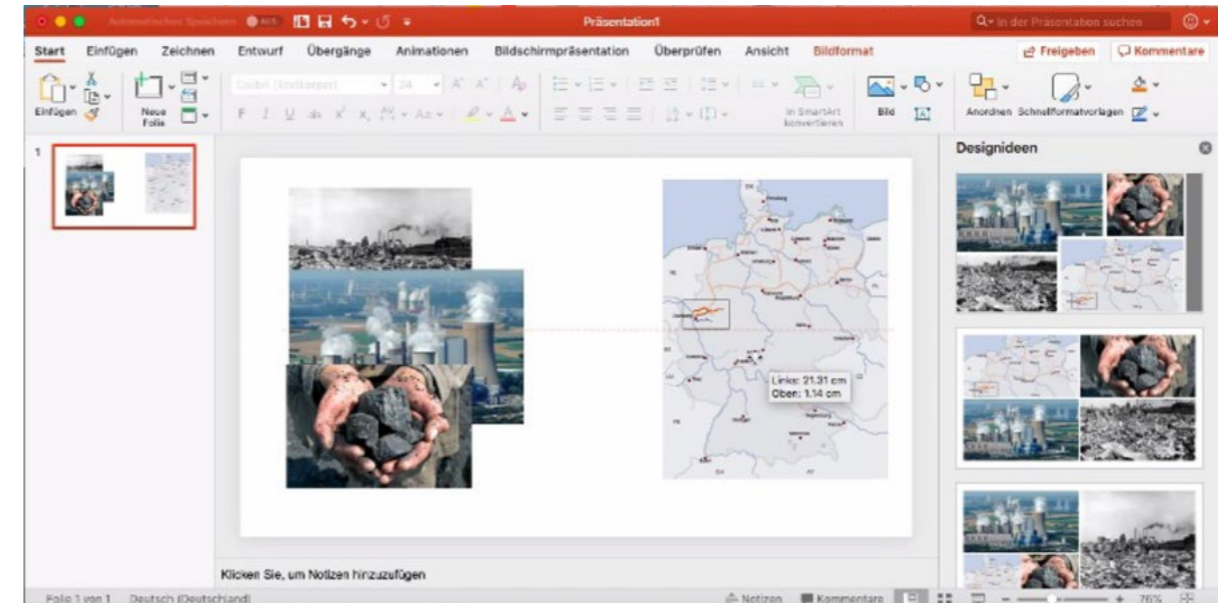 Automatisches Speichern AUS Präsentation1 In der Präsentation suchen
Start Einfügen Zeichnen Entwurf Übergänge Animationen Bildschirmpräsentation Überprüfen Ansicht Bildformat Freigeben Kommentare
Calibri (Textkörper) 24
Einfügen Neue Folie In SmartArt konvertieren Bild Anordnen Schnellformatvorlagen
Designideen
1
Links: 21.31 cm
Oben: 1.14 cm
Klicken Sie, um Notizen hinzuzufügen
Folie 1 von 1 Deutsch (Deutschland) Notizen Kommentare 76%